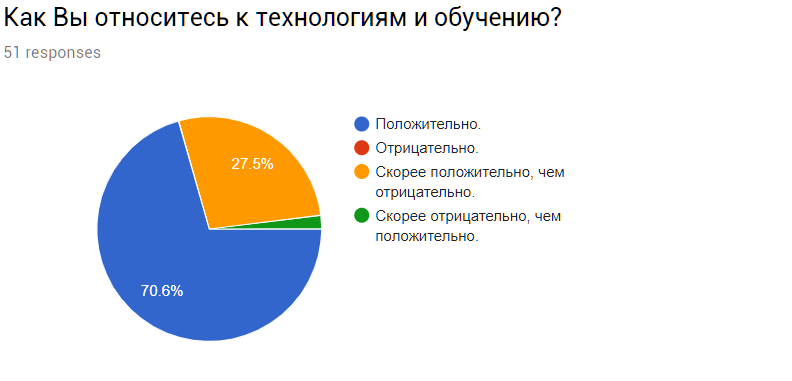 Как Вы относитесь к технологиям и обучению?
51 responses
Положительно.
Отрицательно.
Скорее положительно, чем
отрицательно.
Скорее отрицательно, чем
положительно.
27.5%
70.6%